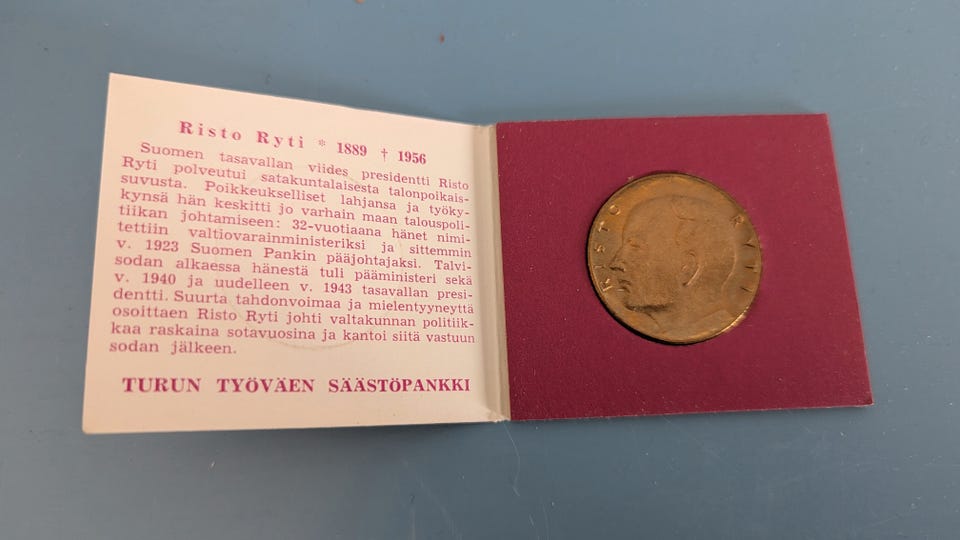 Risto Ryti * 1889 † 1956
Suomen tasavallan viides presidentti Risto
Ryti polveutui satakuntalaisesta talonpoikais-
suvusta. Poikkeukselliset lahjansa ja työky-
kynsä hän keskitti jo varhain maan talouspoli-
tiikan johtamiseen: 32-vuotiaana hänet nimi-
tettiin valtiovarainministeriksi ja sittemmin
v. 1923 Suomen Pankin pääjohtajaksi. Talvi-
sodan alkaessa hänestä tuli pääministeri sekä
v. 1940 ja uudelleen v. 1943 tasavallan presi-
dentti. Suurta tahdonvoimaa ja mielentyyneyttä
osoittaen Risto Ryti johti valtakunnan politiik-
kaa raskaina sotavuosina ja kantoi siitä vastuun
sodan jälkeen.
TURUN TYÖVÄEN SÄÄSTÖPANKKI
RISTO RYTI